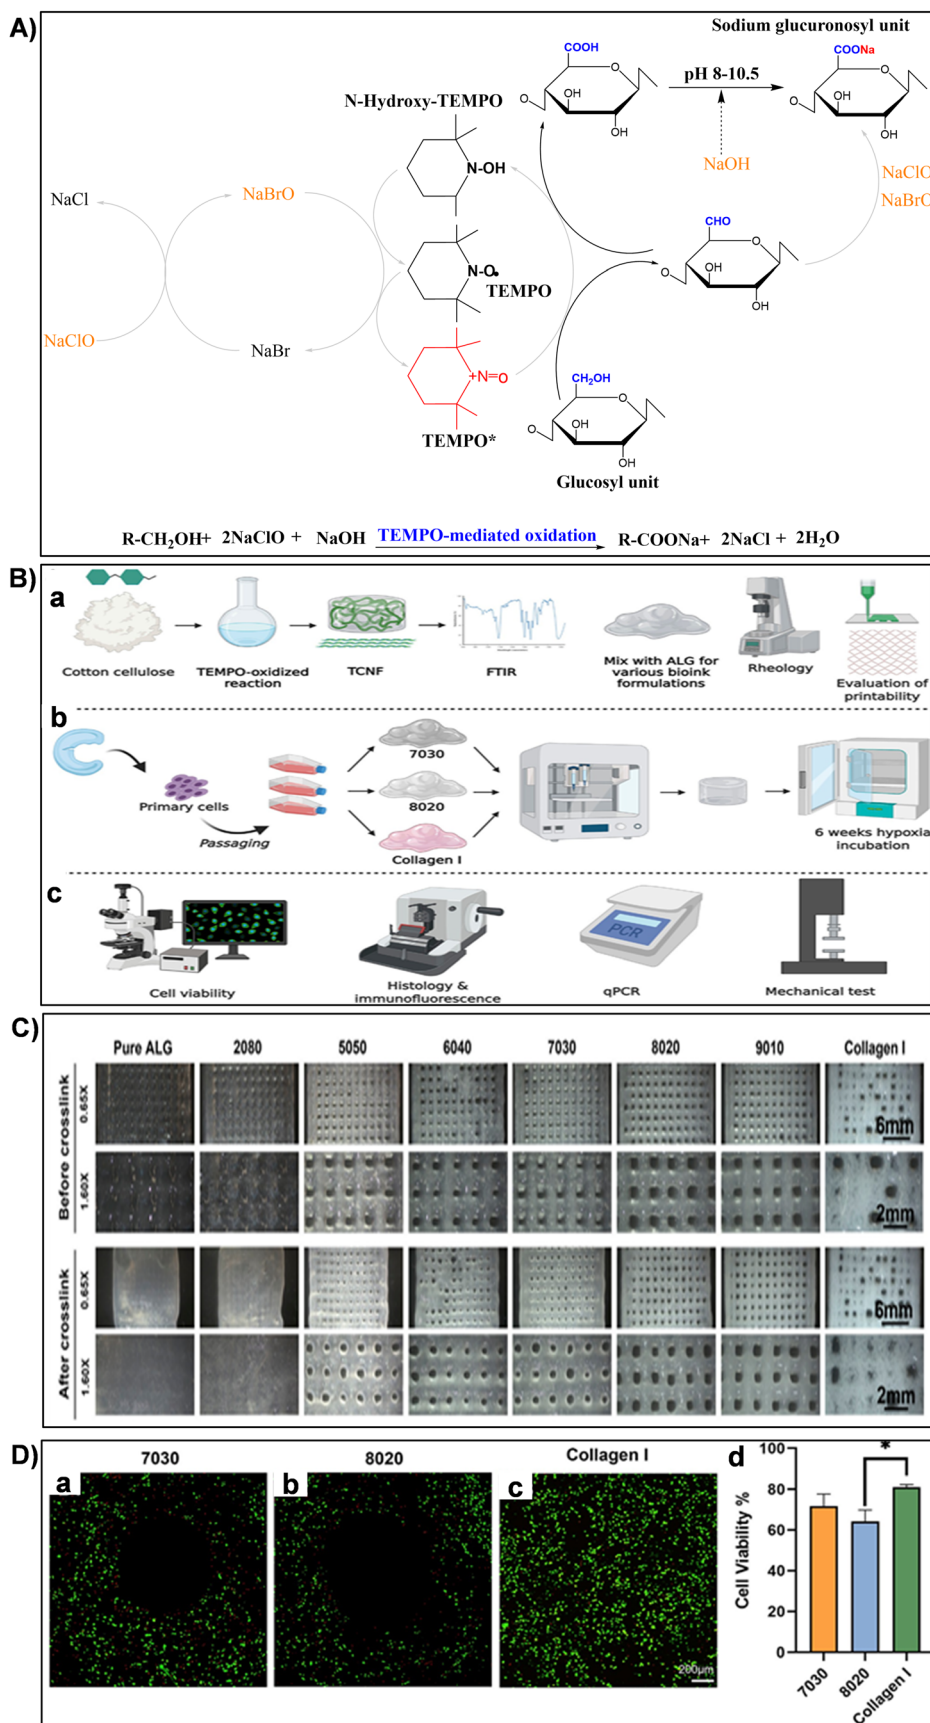 A)
Sodium glucuronosyl unit
COOH
COONa
pH 8-10.5
O
O
O
O
OH
OH
OH
OH
NaOH
N-Hydroxy-TEMPO
N-OH
NaClO
NaBrO
NaCl
NaBrO
CHO
O
O
OH
OH
N-O•
TEMPO
NaClO
NaBr
+N=O
TEMPO*
CH₂OH
O
O
OH
OH
Glucosyl unit
R-CH₂OH+ 2NaClO + NaOH TEMPO-mediated oxidation R-COONa+ 2NaCl + 2H₂O
B)
a
Cotton cellulose
TEMPO-oxidized
reaction
TCNF
FTIR
Mix with ALG for
various bioink
formulations
Rheology
Evaluation of
printability
b
Primary cells
Passaging
7030
8020
Collagen I
6 weeks hypoxia
incubation
c
Cell viability
Histology &
immunofluorescence
PCR
qPCR
Mechanical test
C)
Pure ALG 2080 5050 6040 7030 8020 9010 Collagen I
Before crosslink
0.65X
6mm
1.60X
2mm
After crosslink
0.65X
6mm
1.60X
2mm
D)
7030
8020
Collagen I
a
b
c
200μm
d
*
Cell Viability %
100
80
60
40
20
0
7030
8020
Collagen I